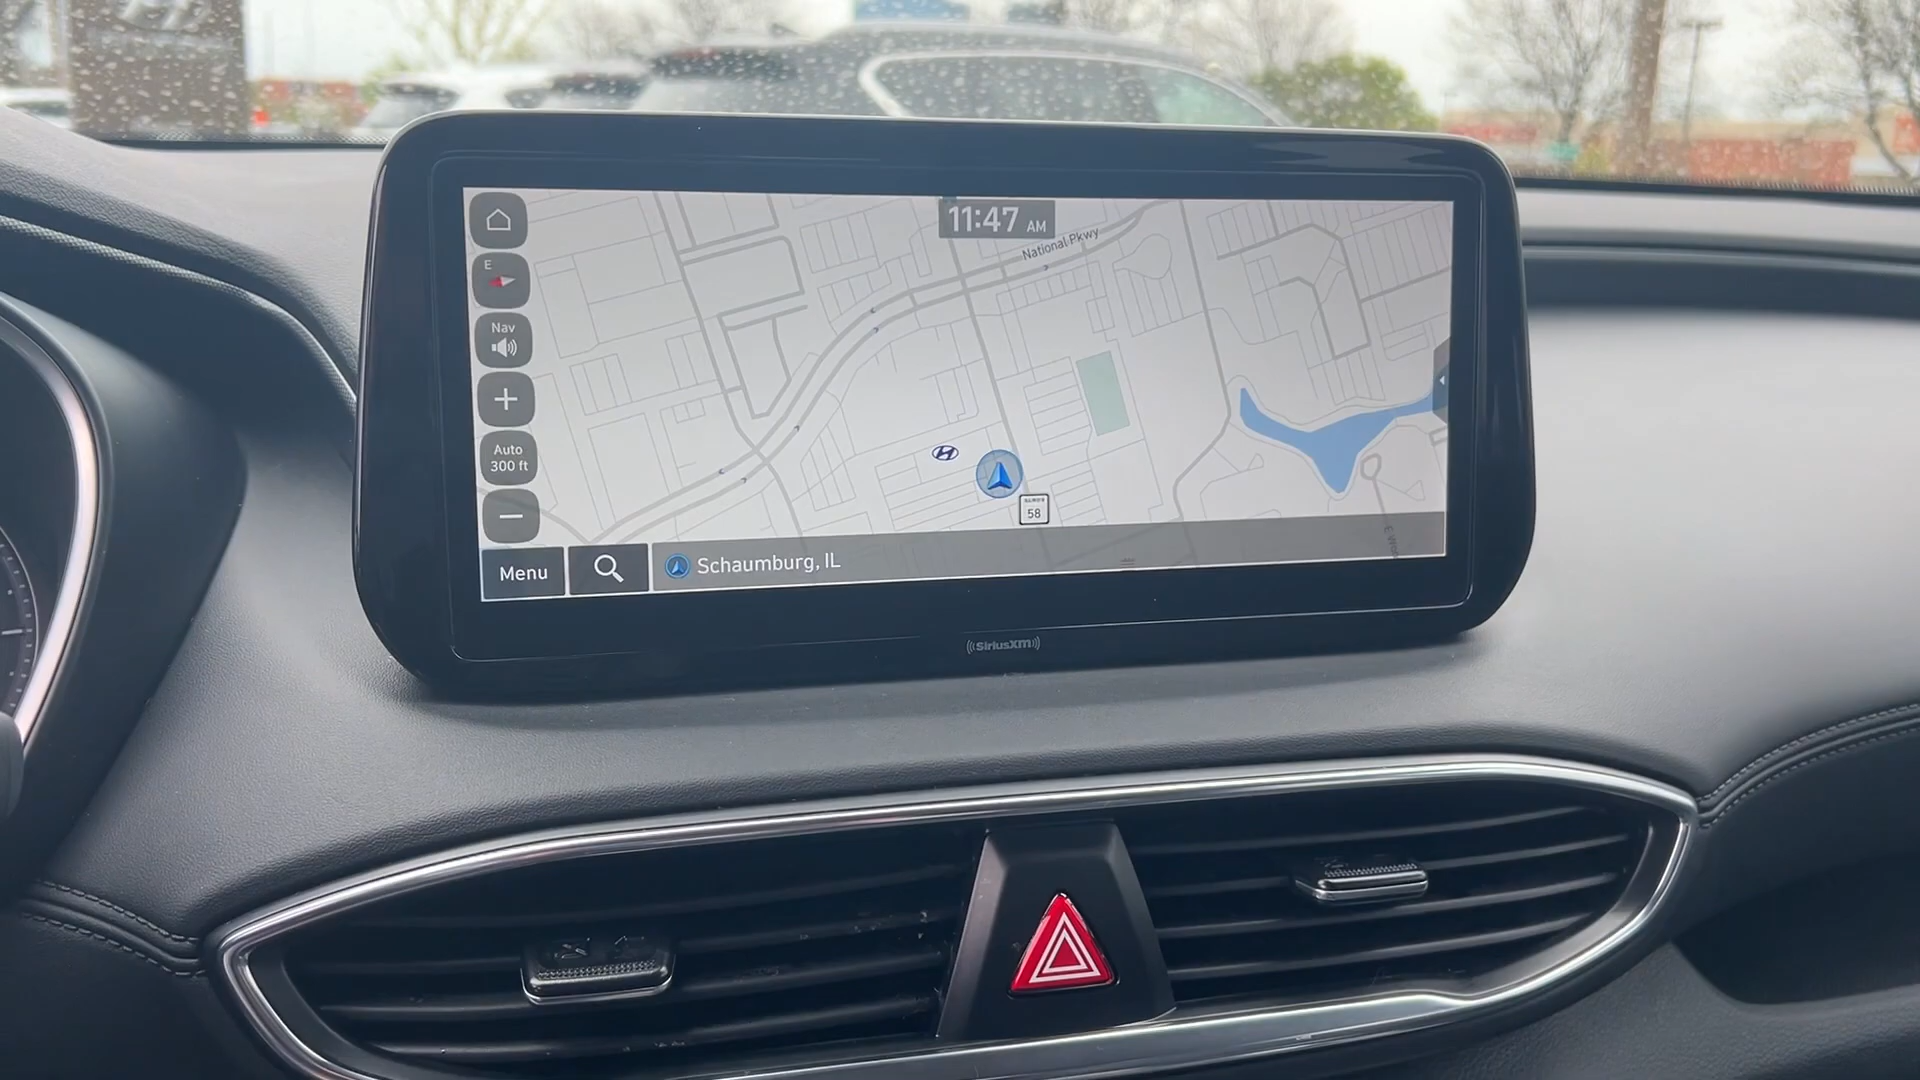 11:47 AM
National Pkwy
E
Nav
Auto
300 ft
58
Menu
Schaumburg, IL
((SiriusXM))